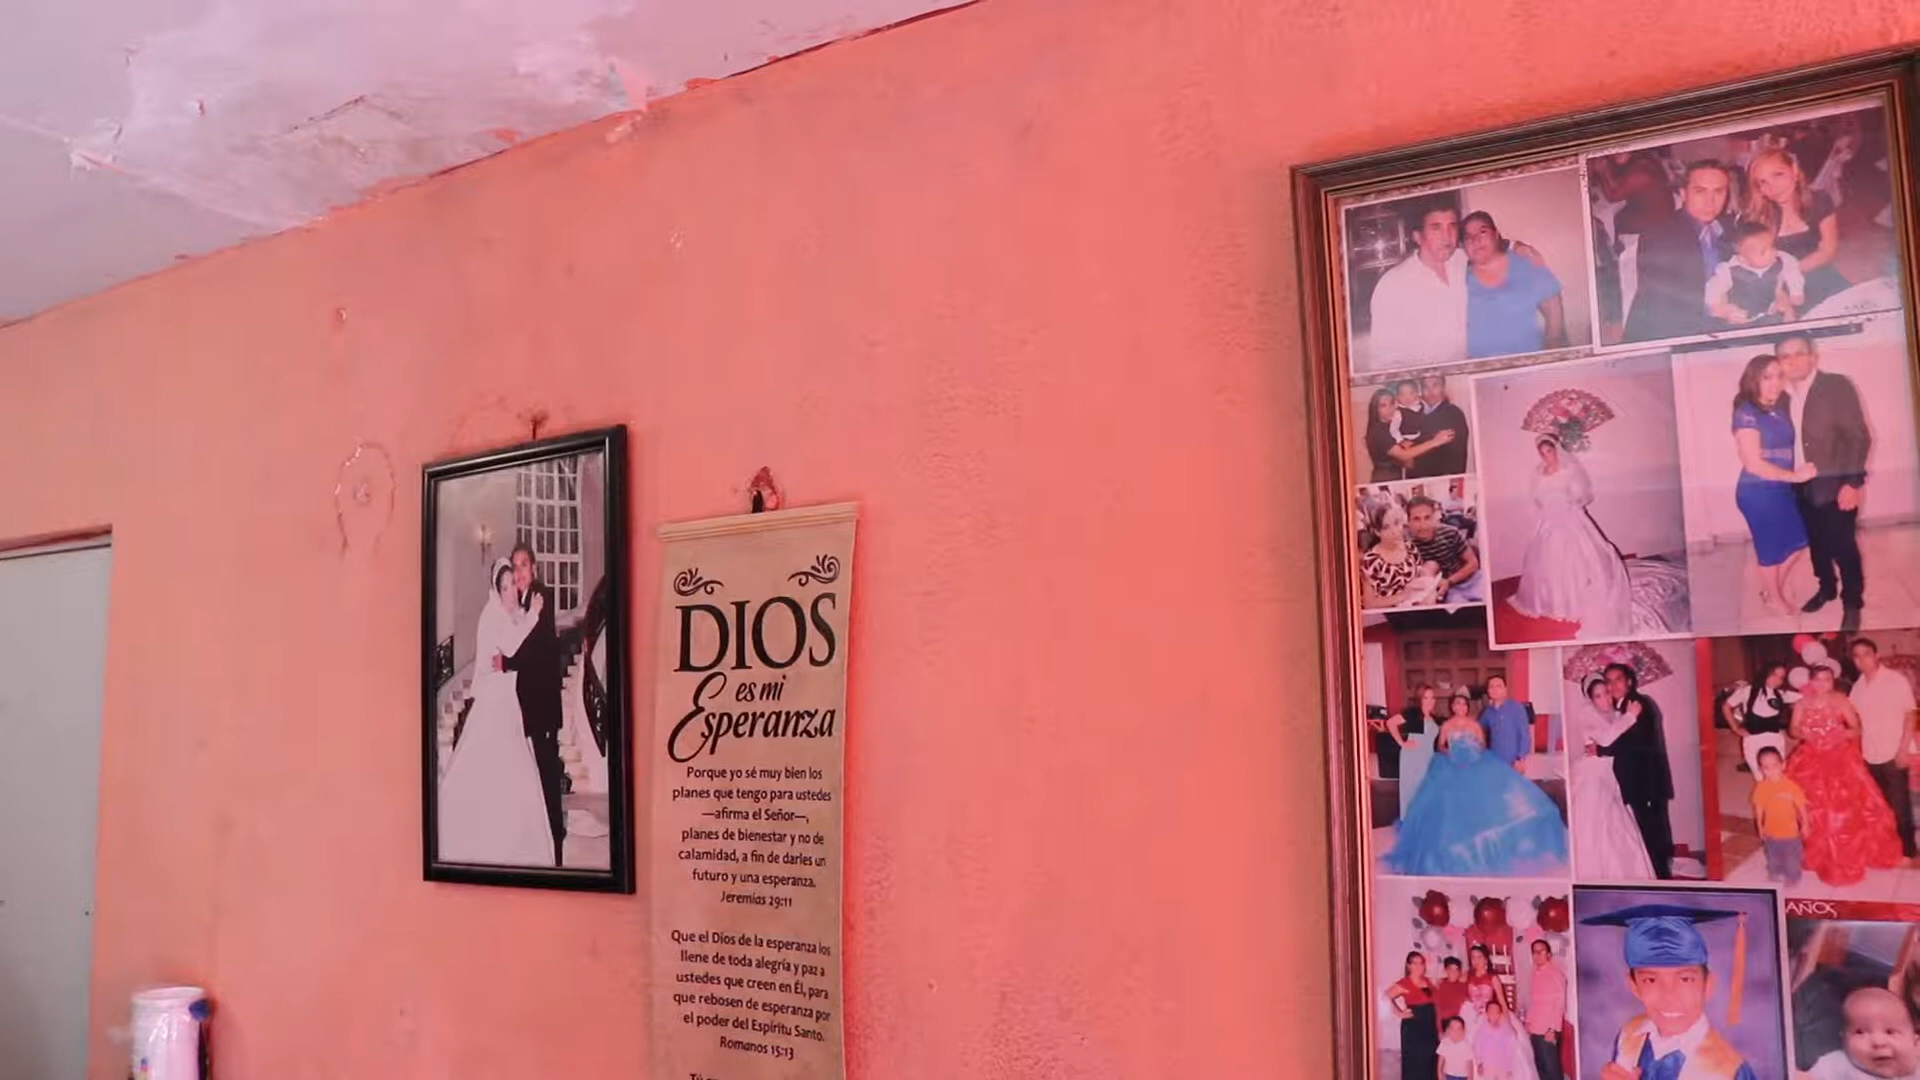 DIOS
es mi
Esperanza
Porque yo sé muy bien los
planes que tengo para ustedes
—afirma el Señor—,
planes de bienestar y no de
calamidad, a fin de darles un
futuro y una esperanza.
Jeremías 29:11
Que el Dios de la esperanza los
llene de toda alegría y paz a
ustedes que creen en Él, para
que rebosen de esperanza por
el poder del Espíritu Santo.
Romanos 15:13
AÑOS